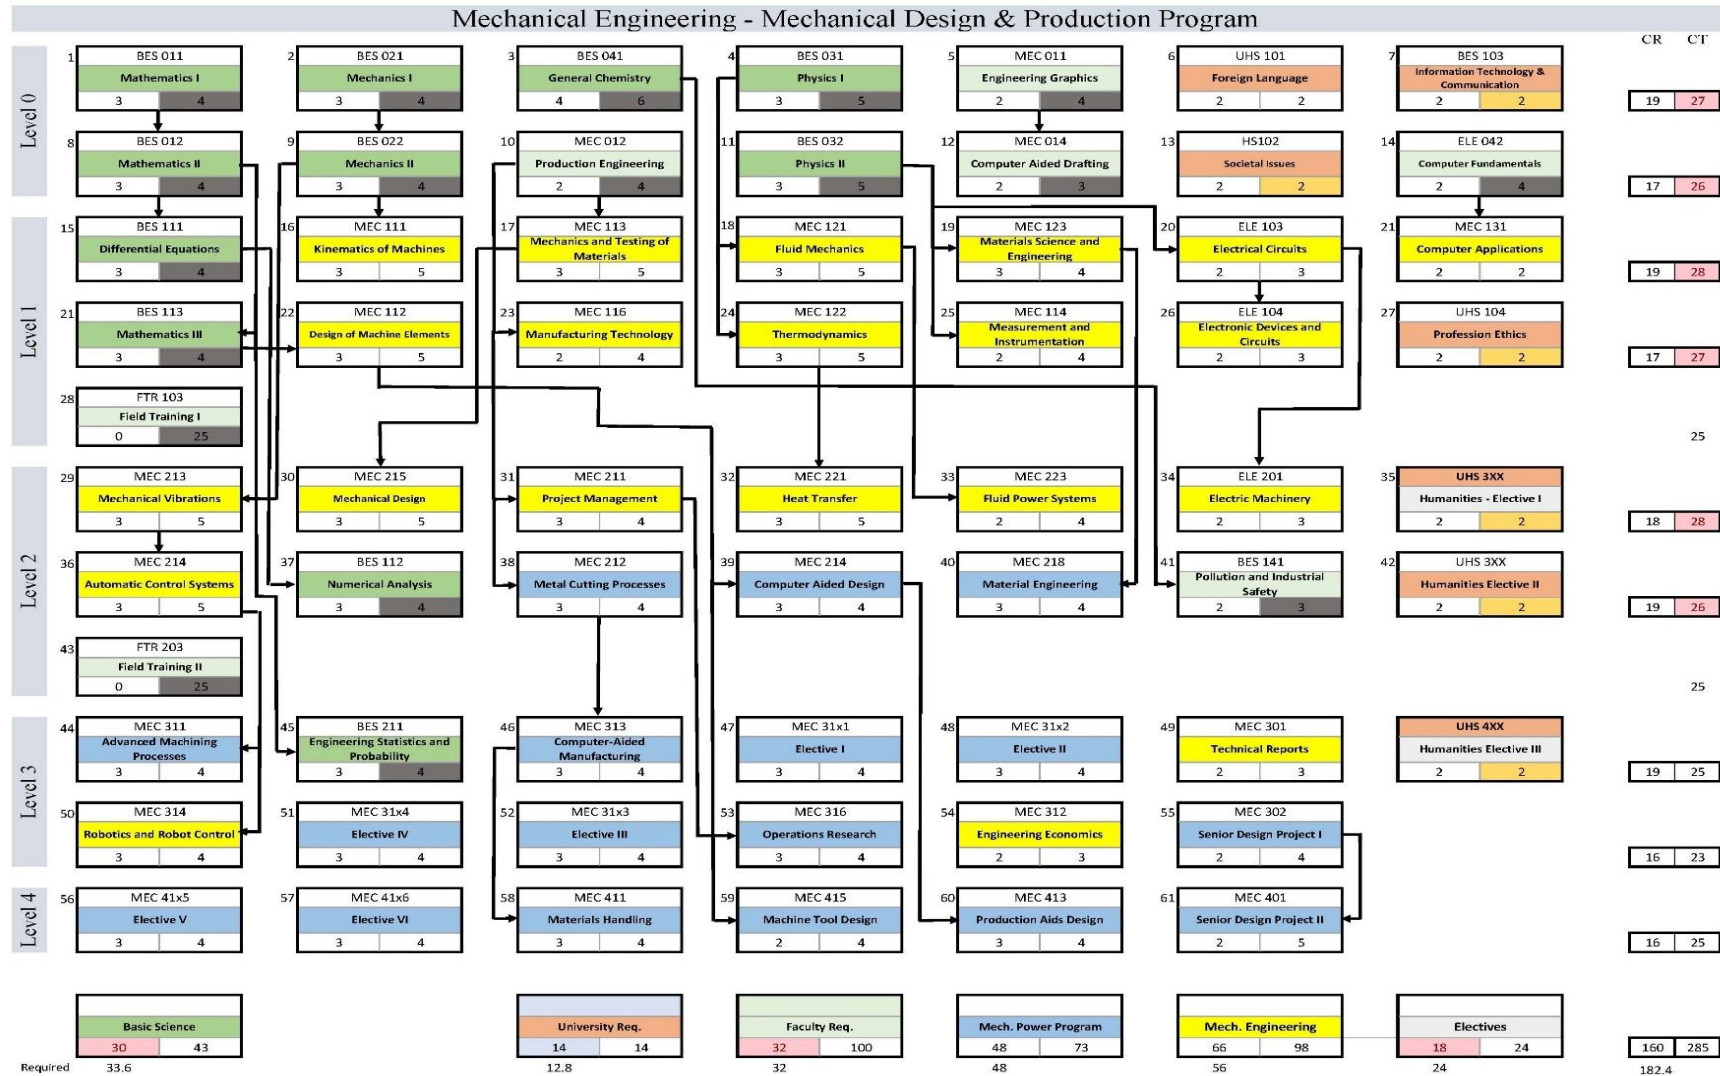 Mechanical Engineering - Mechanical Design & Production Program
CR CT
Level 0
1 BES 011 2 BES 021 3 BES 041 4 BES 031 5 MEC 011 6 UHS 101 7 BES 103
Mathematics I Mechanics I General Chemistry Physics I Engineering Graphics Foreign Language Information Technology & Communication
3 4 3 4 4 6 3 5 2 4 2 2 2 2 19 27
8 BES 012 9 BES 022 10 MEC 012 11 BES 032 12 MEC 014 13 HS102 14 ELE 042
Mathematics II Mechanics II Production Engineering Physics II Computer Aided Drafting Societal Issues Computer Fundamentals
3 4 3 4 2 4 3 5 2 3 2 2 2 4 17 26
Level 1
15 BES 111 16 MEC 111 17 MEC 113 18 MEC 121 19 MEC 123 20 ELE 103 21 MEC 131
Differential Equations Kinematics of Machines Mechanics and Testing of Materials Fluid Mechanics Materials Science and Engineering Electrical Circuits Computer Applications
3 4 3 5 3 5 3 5 3 4 2 3 2 2 19 28
21 BES 113 22 MEC 112 23 MEC 116 24 MEC 122 25 MEC 114 26 ELE 104 27 UHS 104
Mathematics III Design of Machine Elements Manufacturing Technology Thermodynamics Measurement and Instrumentation Electronic Devices and Circuits Profession Ethics
3 4 3 5 2 4 3 5 2 4 2 3 2 2 17 27
28 FTR 103
Field Training I
0 25 25
Level 2
29 MEC 213 30 MEC 215 31 MEC 211 32 MEC 221 33 MEC 223 34 ELE 201 35 UHS 3XX
Mechanical Vibrations Mechanical Design Project Management Heat Transfer Fluid Power Systems Electric Machinery Humanities - Elective I
3 5 3 5 3 4 3 5 2 4 2 3 2 2 18 28
36 MEC 214 37 BES 112 38 MEC 212 39 MEC 214 40 MEC 218 41 BES 141 42 UHS 3XX
Automatic Control Systems Numerical Analysis Metal Cutting Processes Computer Aided Design Material Engineering Pollution and Industrial Safety Humanities Elective II
3 5 3 4 3 4 3 4 3 4 2 3 2 2 19 26
43 FTR 203
Field Training II
0 25 25
Level 3
44 MEC 311 45 BES 211 46 MEC 313 47 MEC 31x1 48 MEC 31x2 49 MEC 301 UHS 4XX
Advanced Machining Processes Engineering Statistics and Probability Computer-Aided Manufacturing Elective I Elective II Technical Reports Humanities Elective III
3 4 3 4 3 4 3 4 3 4 2 3 2 2 19 25
50 MEC 314 51 MEC 31x4 52 MEC 31x3 53 MEC 316 54 MEC 312 55 MEC 302
Robotics and Robot Control Elective IV Elective III Operations Research Engineering Economics Senior Design Project I
3 4 3 4 3 4 3 4 2 3 2 4 16 23
Level 4
56 MEC 41x5 57 MEC 41x6 58 MEC 411 59 MEC 415 60 MEC 413 61 MEC 401
Elective V Elective VI Materials Handling Machine Tool Design Production Aids Design Senior Design Project II
3 4 3 4 3 4 2 4 3 4 2 5 16 25
Basic Science University Req. Faculty Req. Mech. Power Program Mech. Engineering Electives
30 43 14 14 32 100 48 73 66 98 18 24 160 285
Required 33.6 12.8 32 48 56 24 182.4